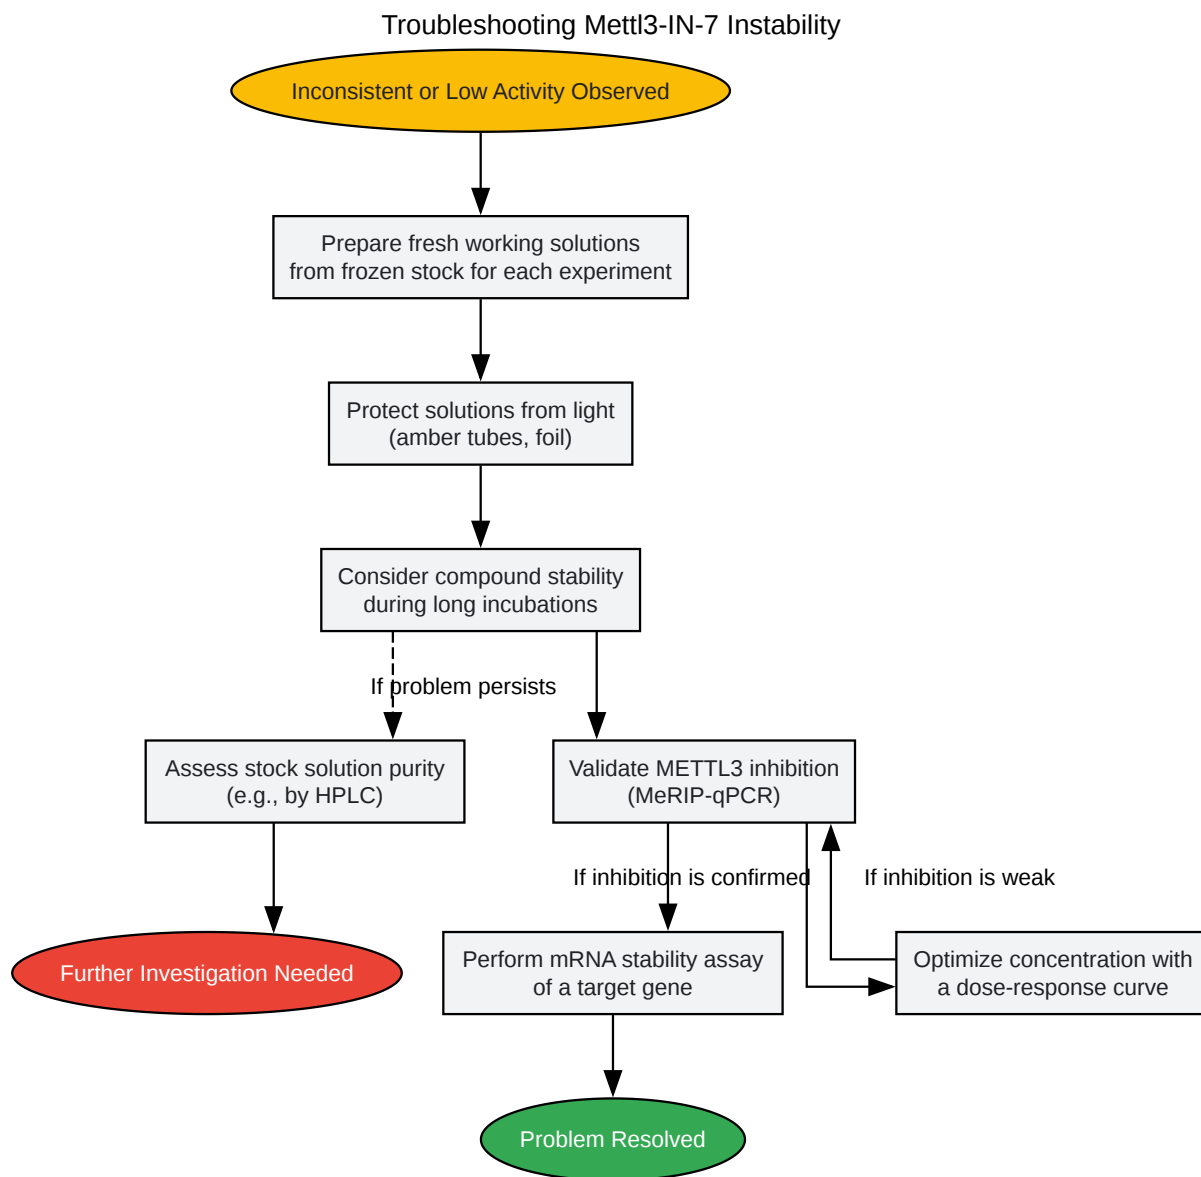 Troubleshooting Mettl3-IN-7 Instability
Inconsistent or Low Activity Observed
Prepare fresh working solutions
from frozen stock for each experiment
Protect solutions from light
(amber tubes, foil)
Consider compound stability
during long incubations
If problem persists
Assess stock solution purity
(e.g., by HPLC)
Validate METTL3 inhibition
(MeRIP-qPCR)
If inhibition is confirmed
If inhibition is weak
Further Investigation Needed
Perform mRNA stability assay
of a target gene
Optimize concentration with
a dose-response curve
Problem Resolved